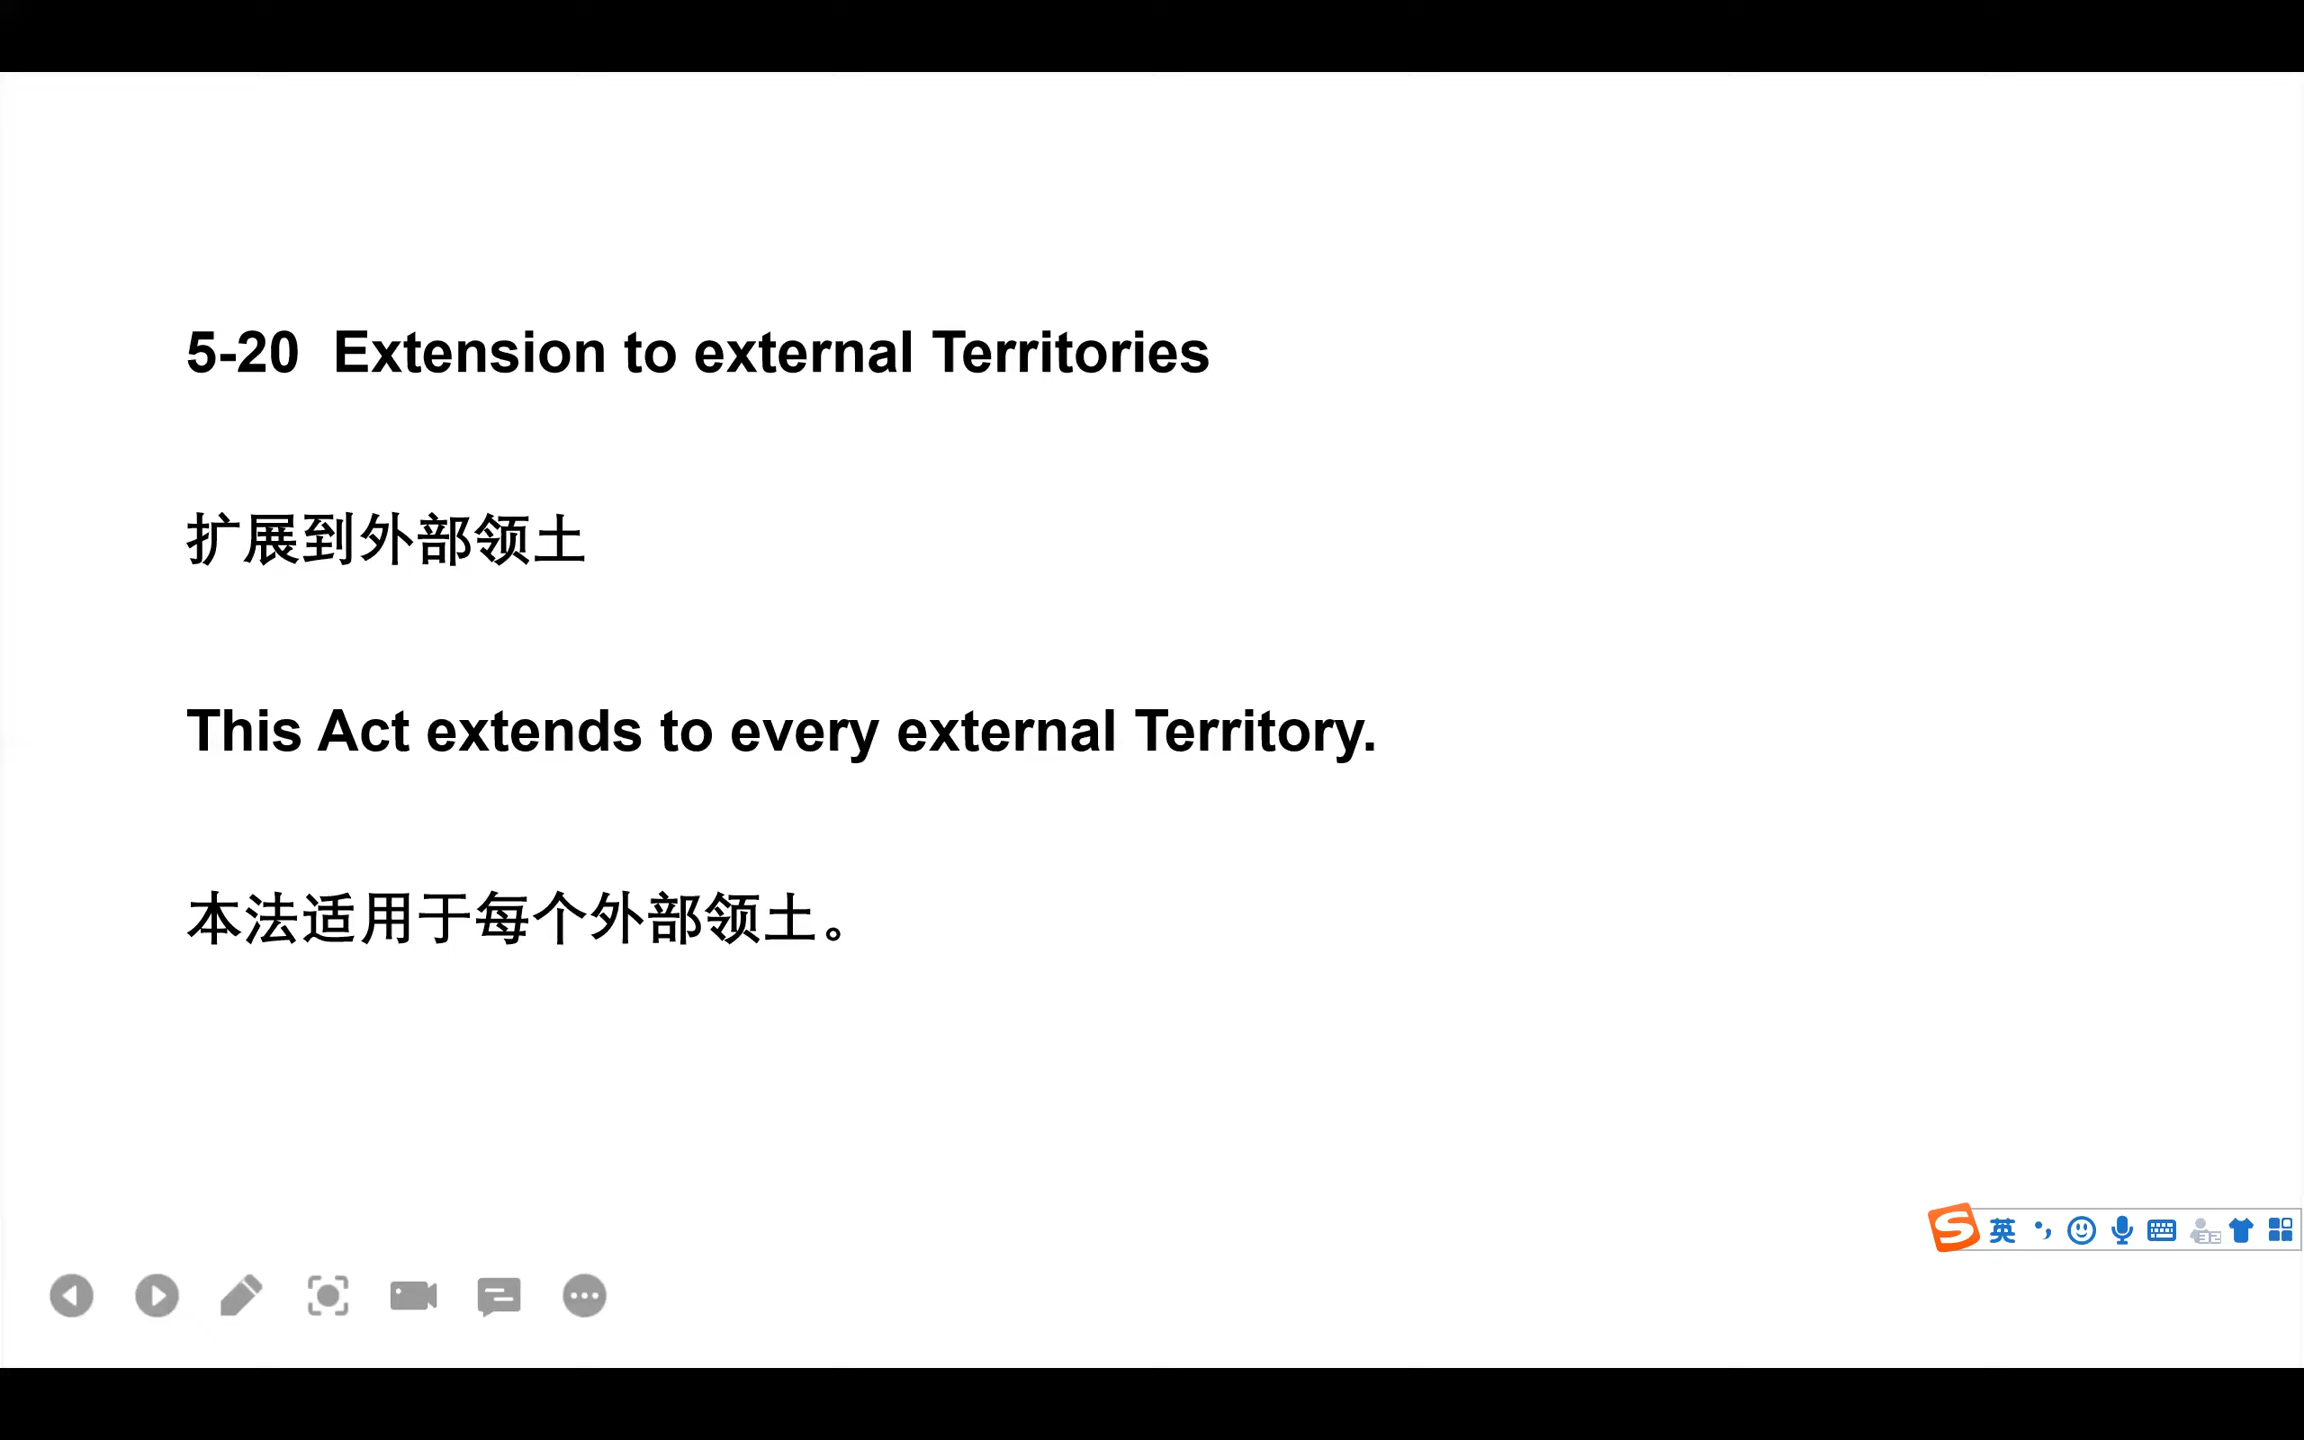 5-20 Extension to external Territories
扩展到外部领土
This Act extends to every external Territory.
本法适用于每个外部领土。
S 英